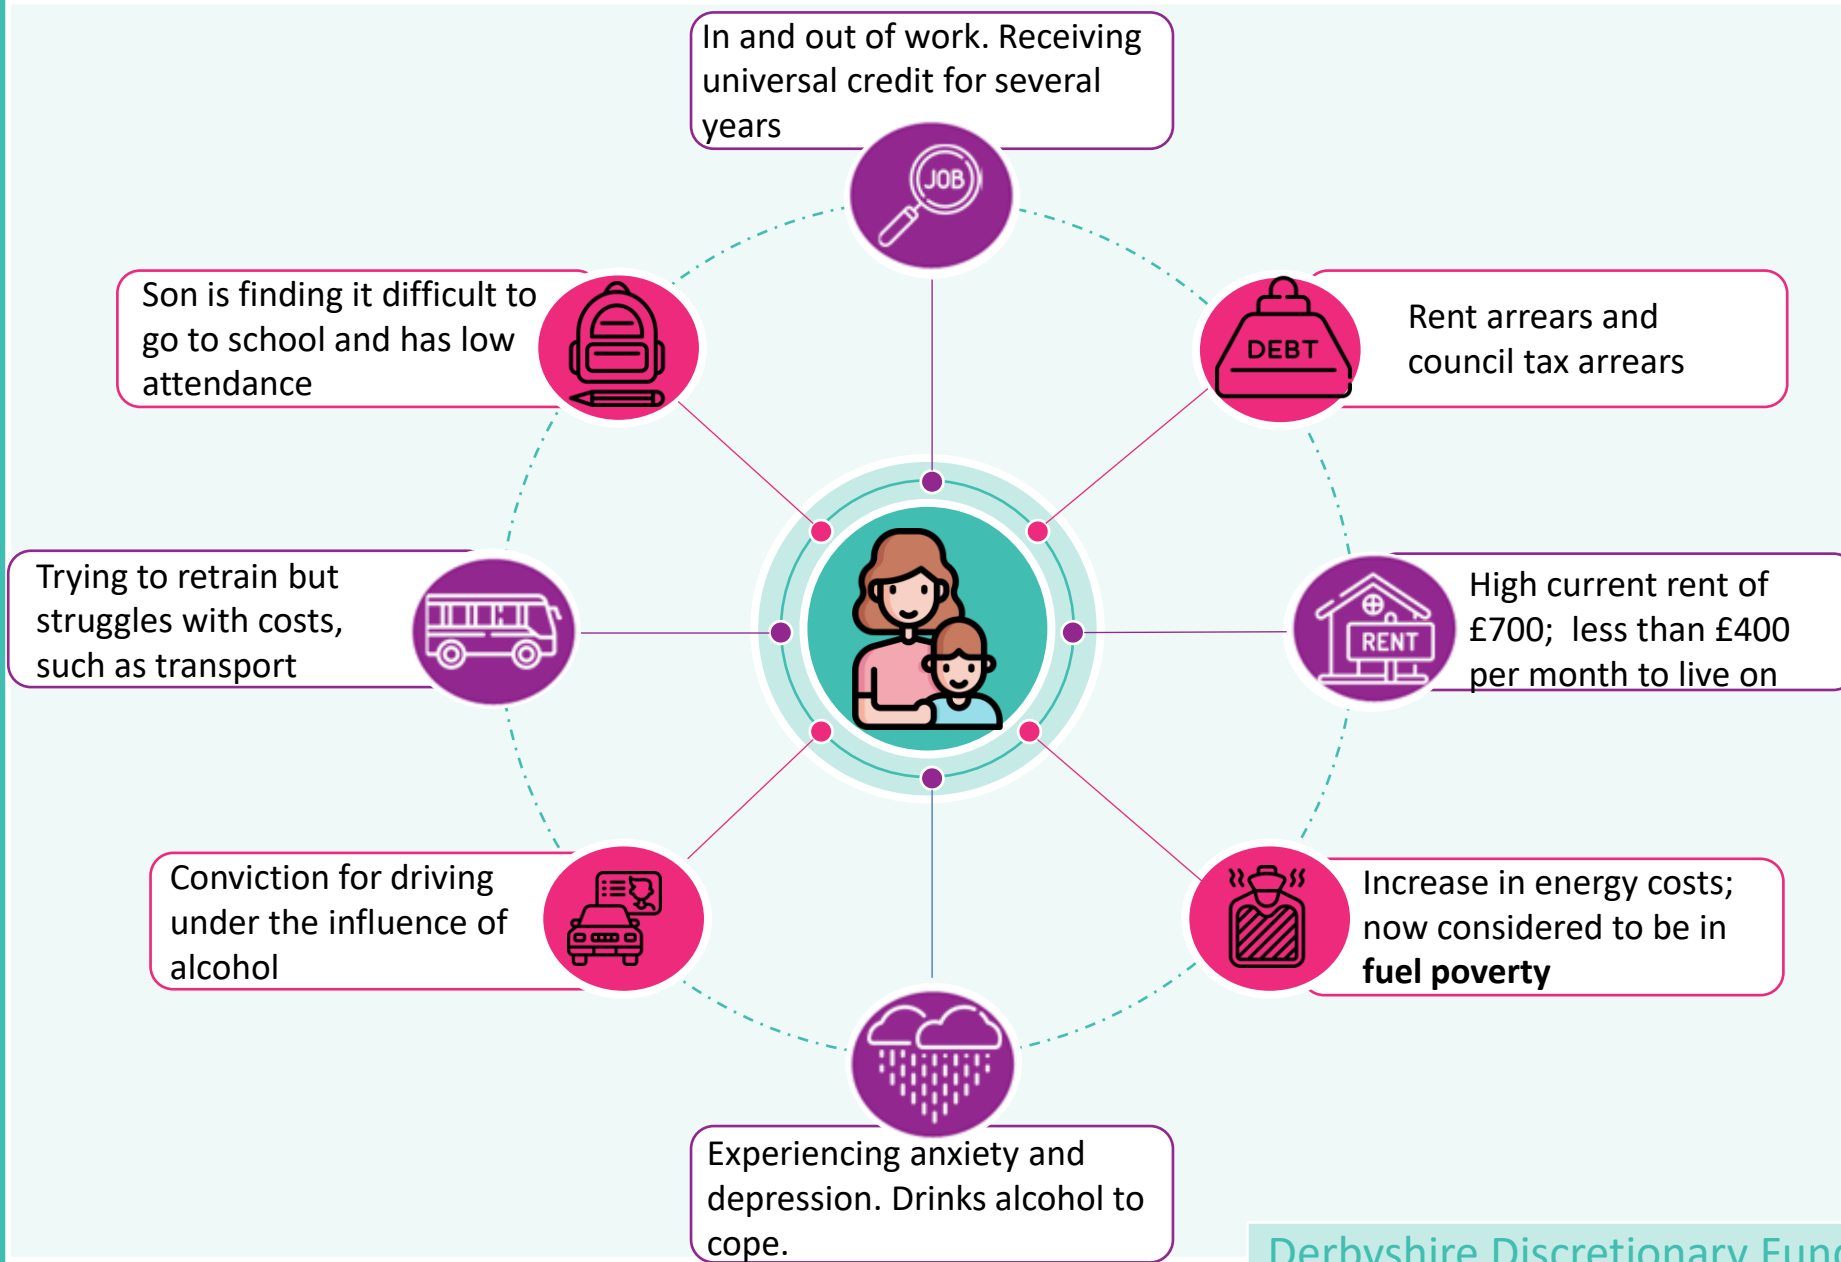 In and out of work. Receiving
universal credit for several
years
JOB
Son is finding it difficult to
go to school and has low
attendance
DEBT
Rent arrears and
council tax arrears
Trying to retrain but
struggles with costs,
such as transport
RENT
High current rent of
£700;  less than £400
per month to live on
Conviction for driving
under the influence of
alcohol
Increase in energy costs;
now considered to be in
fuel poverty
Experiencing anxiety and
depression. Drinks alcohol to
cope.
Derbyshire Discretionary